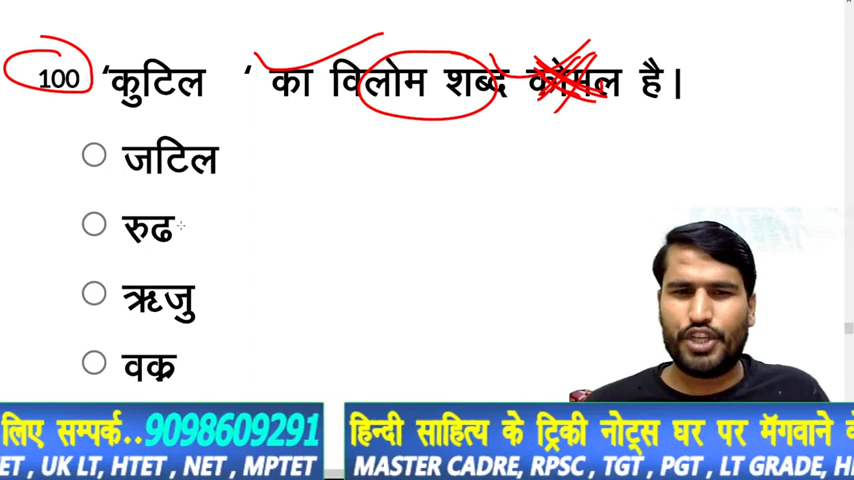 100 ‘कुटिल ‘ का विलोम शब्द कोमल है।
जटिल
रुढ
ऋजु
वक्र
लिए सम्पर्क..9098609291 हिन्दी साहित्य के ट्रिकी नोट्स घर पर मँगवाने के
ET , UK LT, HTET , NET , MPTET MASTER CADRE, RPSC , TGT , PGT , LT GRADE, H